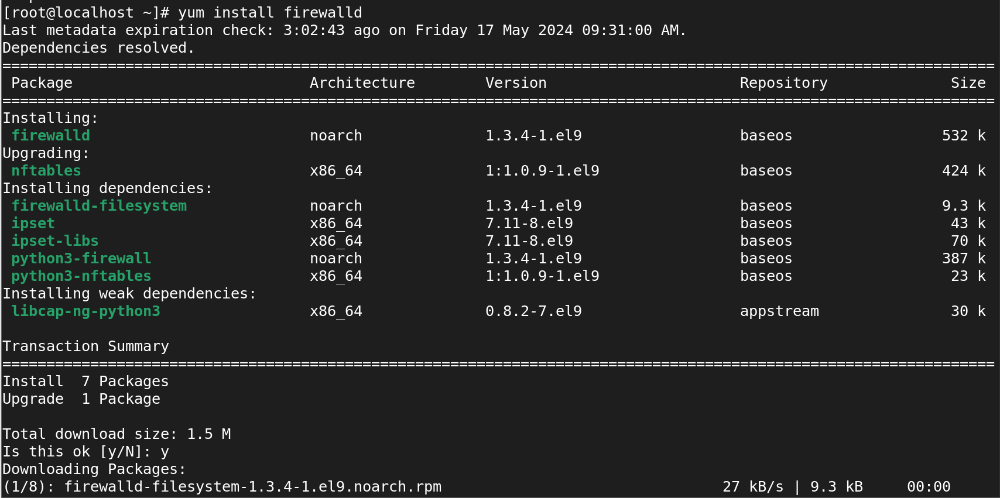 [root@localhost ~]# yum install firewalld
Last metadata expiration check: 3:02:43 ago on Friday 17 May 2024 09:31:00 AM.
Dependencies resolved.
=================================================================================================================
 Package                           Architecture        Version                      Repository              Size
=================================================================================================================
Installing:
 firewalld                         noarch              1.3.4-1.el9                  baseos                 532 k
Upgrading:
 nftables                          x86_64              1:1.0.9-1.el9                baseos                 424 k
Installing dependencies:
 firewalld-filesystem              noarch              1.3.4-1.el9                  baseos                 9.3 k
 ipset                             x86_64              7.11-8.el9                   baseos                  43 k
 ipset-libs                        x86_64              7.11-8.el9                   baseos                  70 k
 python3-firewall                  noarch              1.3.4-1.el9                  baseos                 387 k
 python3-nftables                  x86_64              1:1.0.9-1.el9                baseos                  23 k
Installing weak dependencies:
 libcap-ng-python3                 x86_64              0.8.2-7.el9                  appstream               30 k

Transaction Summary
=================================================================================================================
Install  7 Packages
Upgrade  1 Package

Total download size: 1.5 M
Is this ok [y/N]: y
Downloading Packages:
(1/8): firewalld-filesystem-1.3.4-1.el9.noarch.rpm                                27 kB/s | 9.3 kB     00:00